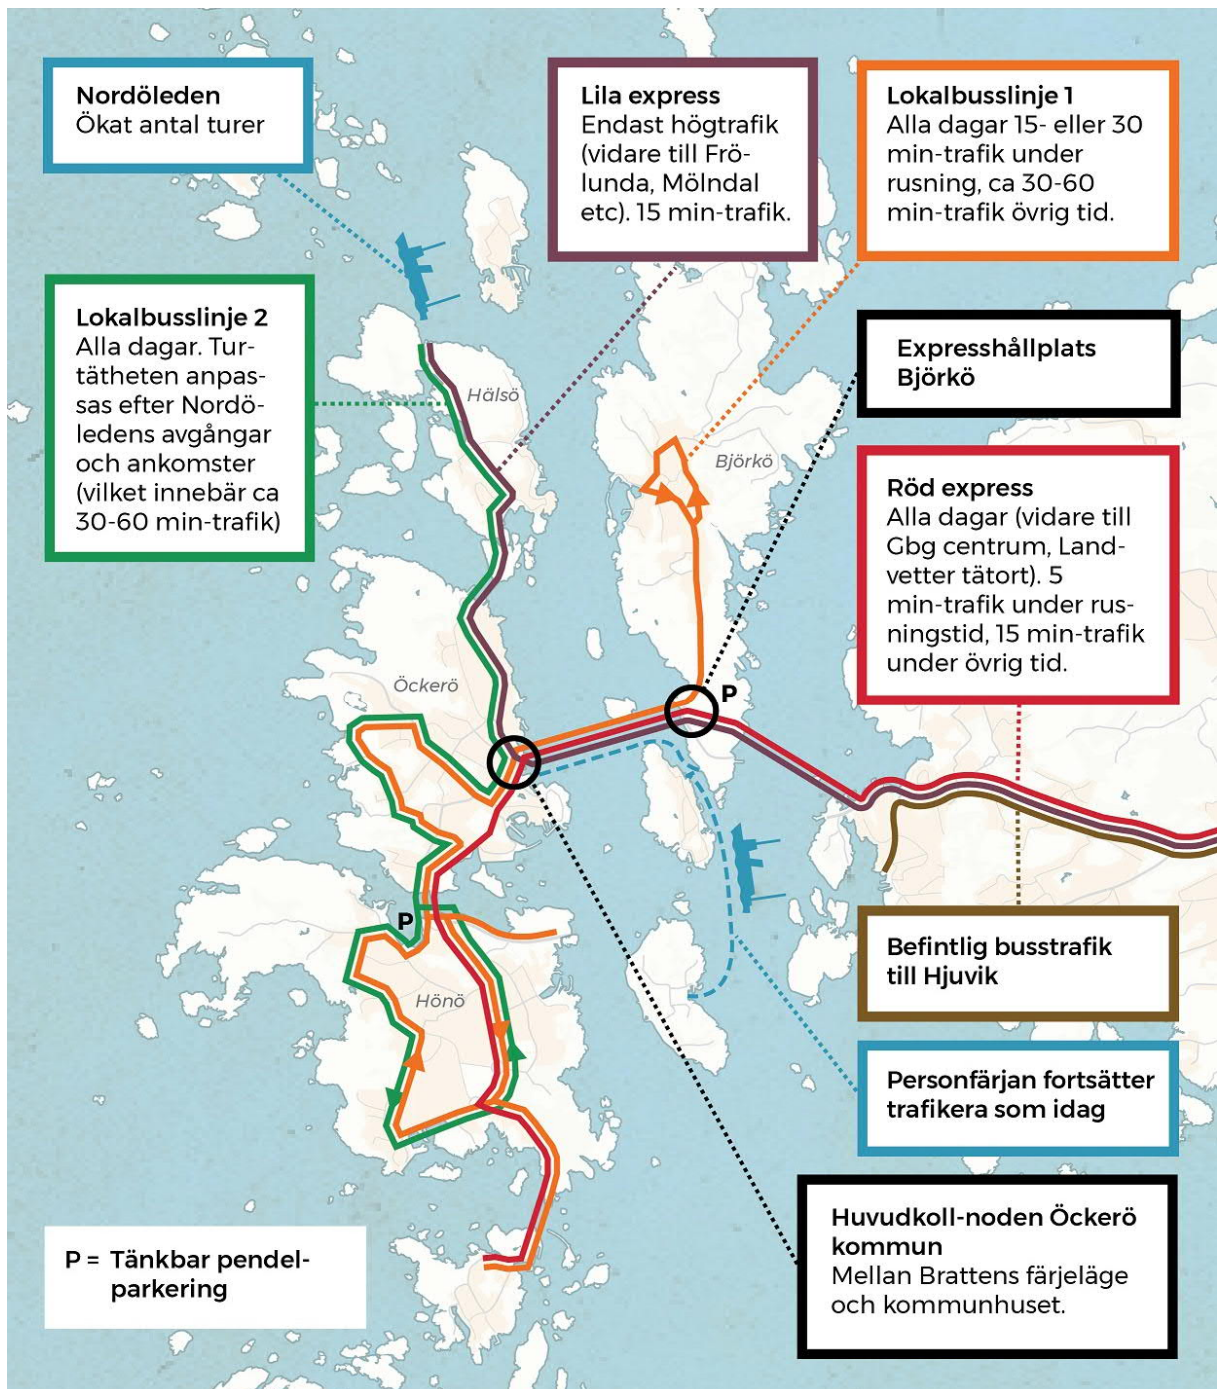 Nordöleden
Ökat antal turer
Lila express
Endast högtrafik
(vidare till Frö-
lunda, Mölndal
etc). 15 min-trafik.
Lokalbusslinje 1
Alla dagar 15- eller 30
min-trafik under
rusning, ca 30-60
min-trafik övrig tid.
Lokalbusslinje 2
Alla dagar. Tur-
tätheten anpas-
sas efter Nordö-
ledens avgångar
och ankomster
(vilket innebär ca
30-60 min-trafik)
Expresshållplats
Björkö
Hälsö
Björkö
Röd express
Alla dagar (vidare till
Gbg centrum, Land-
vetter tätort). 5
min-trafik under rus-
ningstid, 15 min-trafik
under övrig tid.
Öckerö
P
P
Hönö
Befintlig busstrafik
till Hjuvik
Personfärjan fortsätter
trafikera som idag
Huvudkoll-noden Öckerö
kommun
Mellan Brattens färjeläge
och kommunhuset.
P = Tänkbar pendel-
parkering